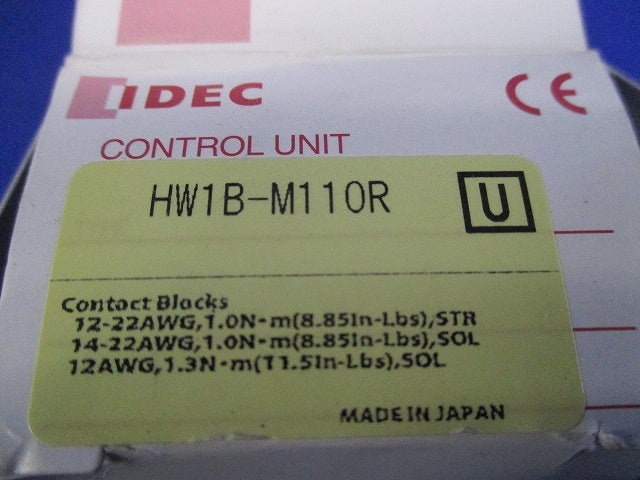 IDEC
CE
CONTROL UNIT
HW1B-M110R
U
Contact Blocks
12-22AWG,1.0N·m(8.85In-Lbs),STR
14-22AWG,1.0N·m(8.85In-Lbs),SOL
12AWG,1.3N·m(11.5In-Lbs),SOL
MADE IN JAPAN